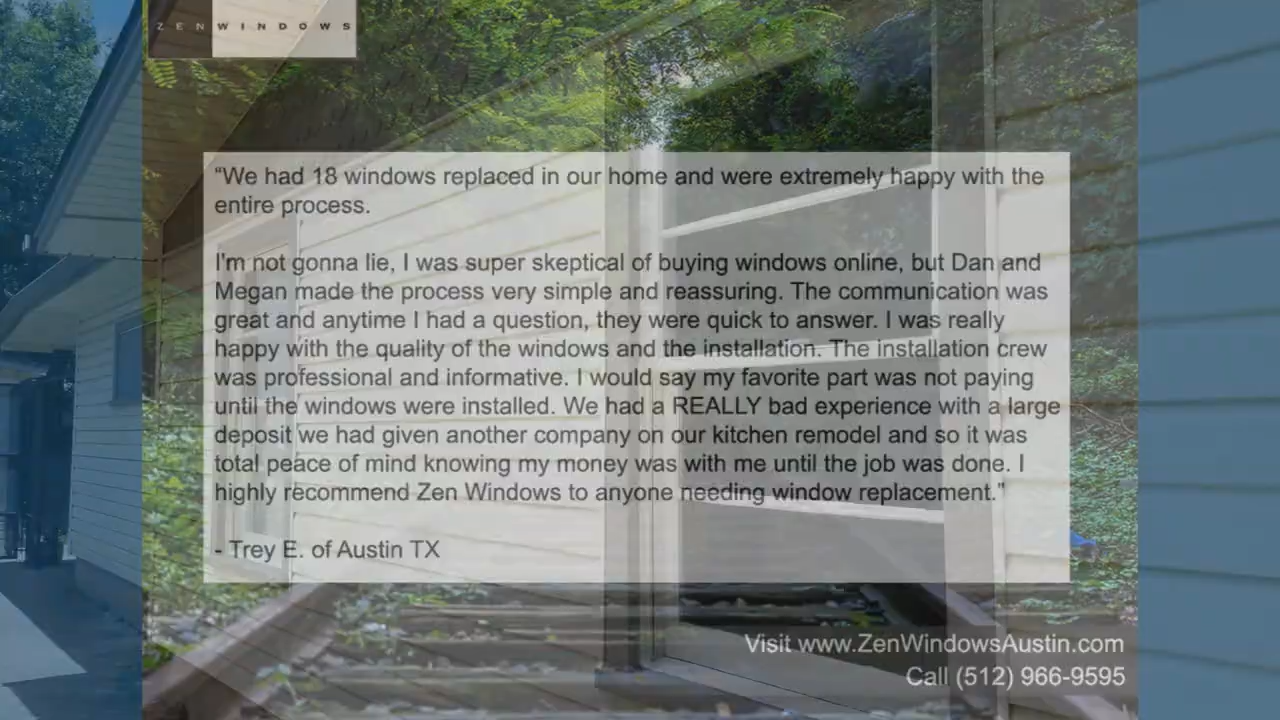 ZENWINDOWS
“We had 18 windows replaced in our home and were extremely happy with the
entire process.
I'm not gonna lie, I was super skeptical of buying windows online, but Dan and
Megan made the process very simple and reassuring. The communication was
great and anytime I had a question, they were quick to answer. I was really
happy with the quality of the windows and the installation. The installation crew
was professional and informative. I would say my favorite part was not paying
until the windows were installed. We had a REALLY bad experience with a large
deposit we had given another company on our kitchen remodel and so it was
total peace of mind knowing my money was with me until the job was done. I
highly recommend Zen Windows to anyone needing window replacement.”
- Trey E. of Austin TX
Visit www.ZenWindowsAustin.com
Call (512) 966-9595